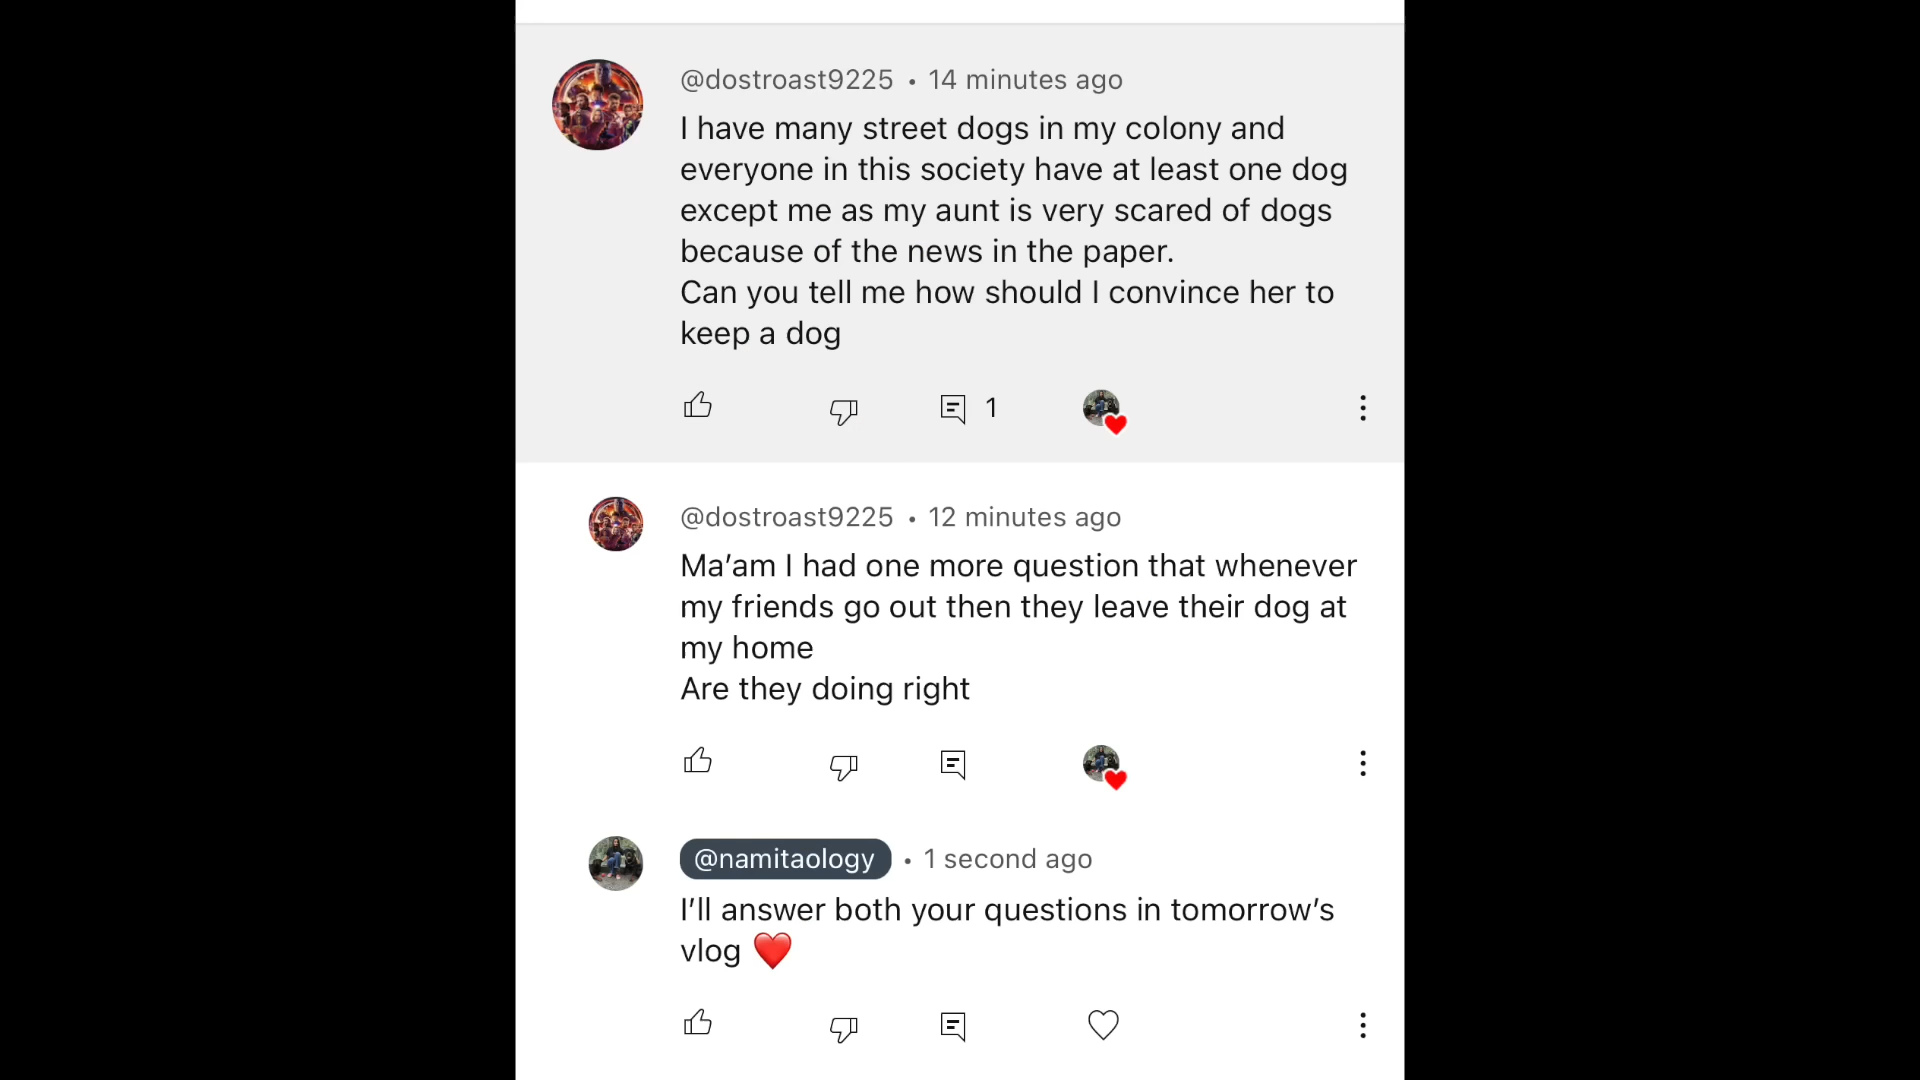 @dostroast9225 • 14 minutes ago
I have many street dogs in my colony and
everyone in this society have at least one dog
except me as my aunt is very scared of dogs
because of the news in the paper.
Can you tell me how should I convince her to
keep a dog
1
@dostroast9225 • 12 minutes ago
Ma’am I had one more question that whenever
my friends go out then they leave their dog at
my home
Are they doing right
@namitaology • 1 second ago
I’ll answer both your questions in tomorrow’s
vlog ❤️